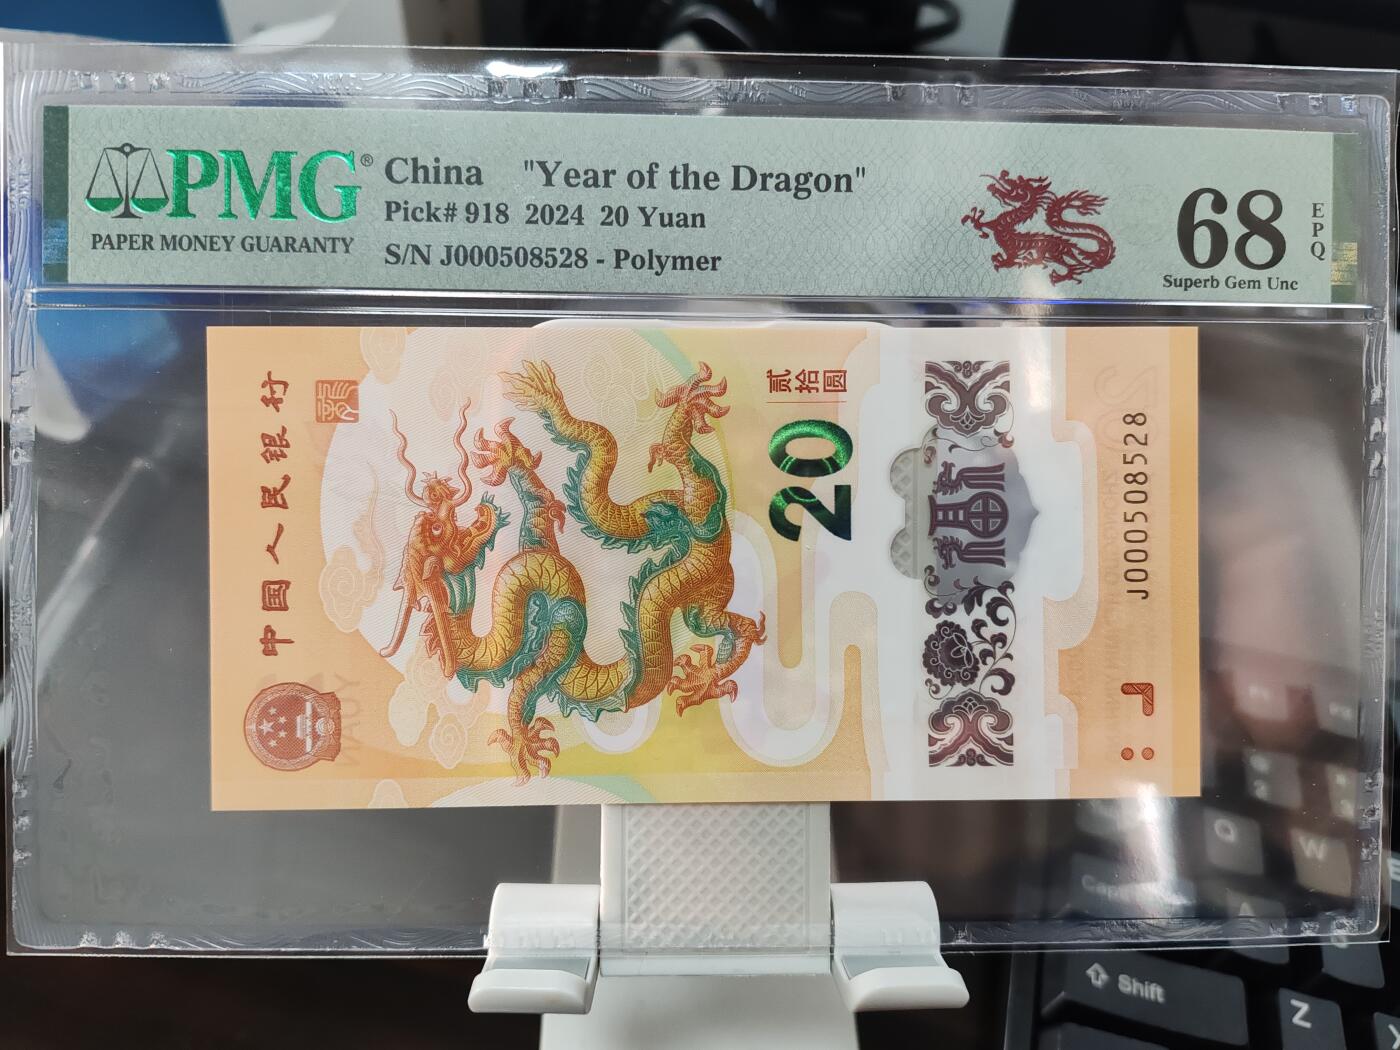 PMG®
PAPER MONEY GUARANTY
China "Year of the Dragon"
Pick# 918 2024 20 Yuan
S/N J000508528 - Polymer
68
EPQ
Superb Gem Unc
中国人民银行
贰拾圆
20
J000508528
Q
W
A
Shift
Z